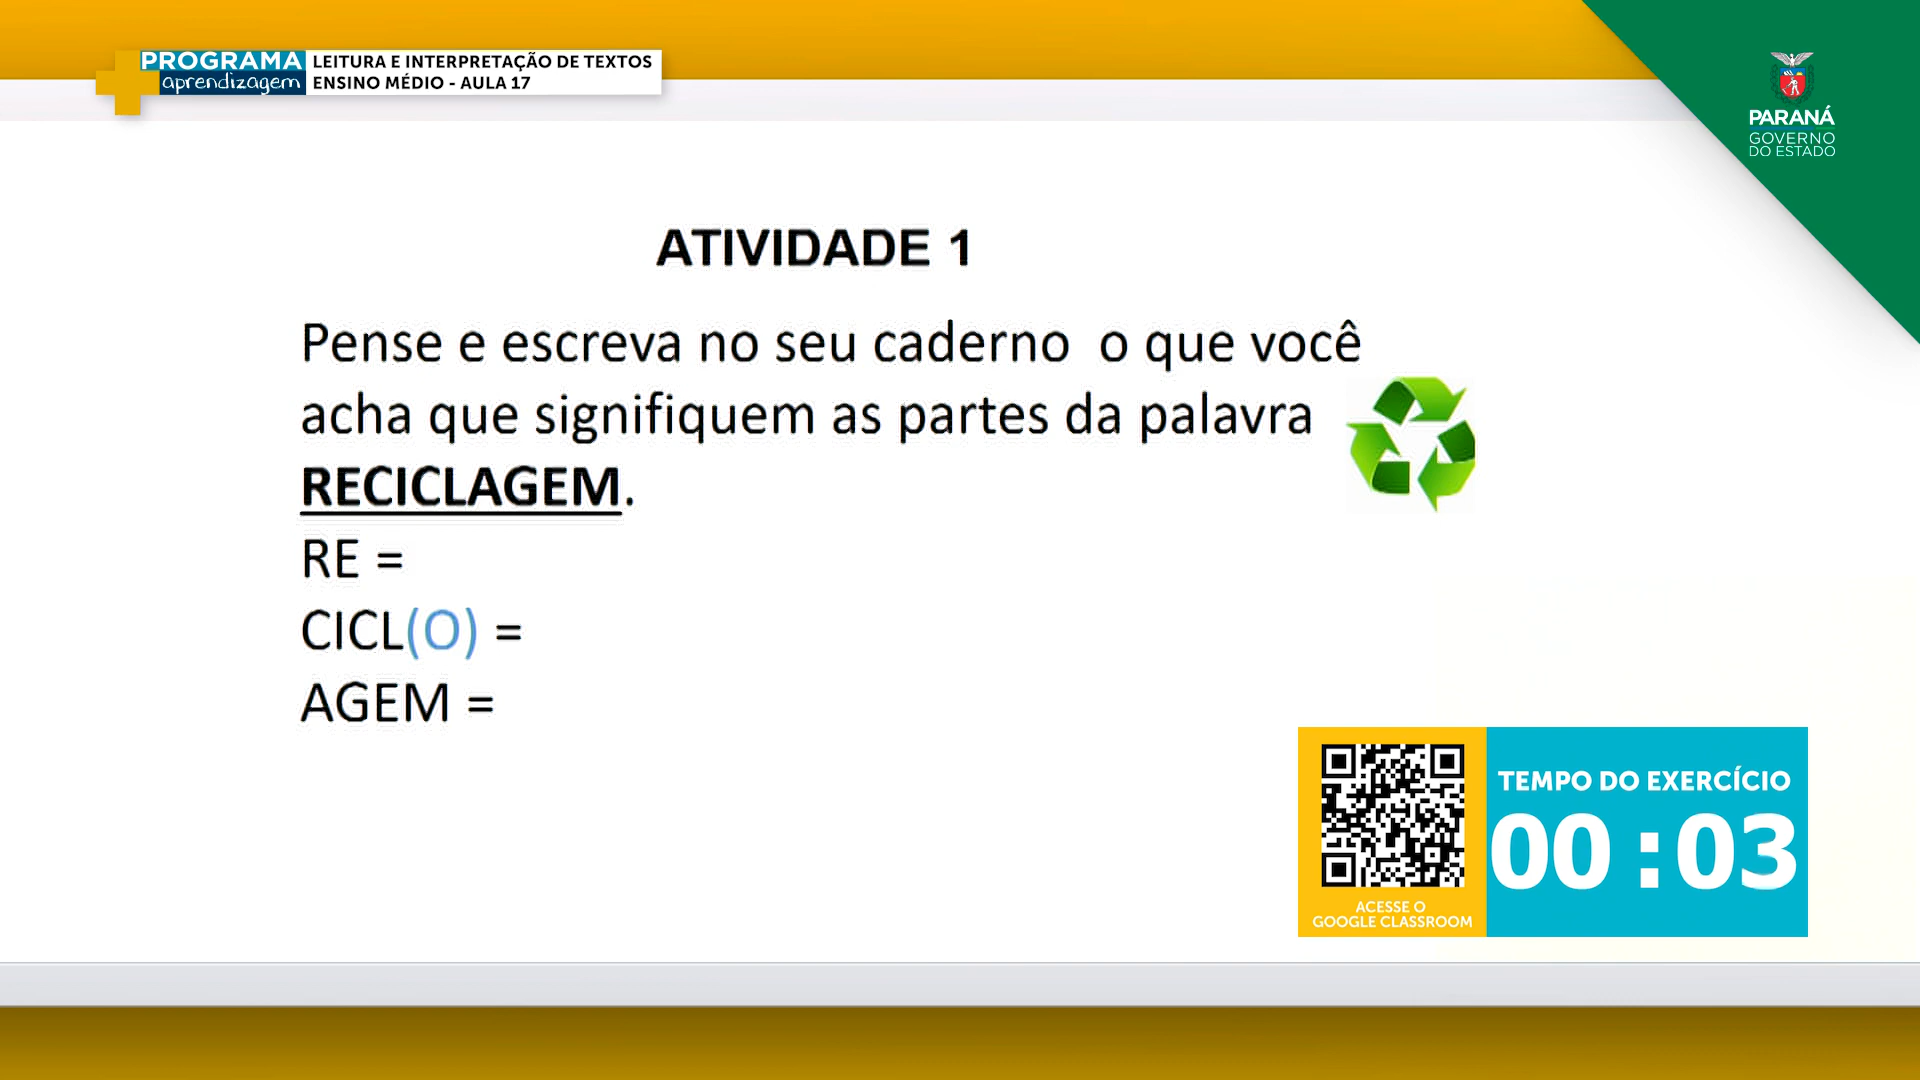 PROGRAMA
aprendizagem
LEITURA E INTERPRETAÇÃO DE TEXTOS
ENSINO MÉDIO - AULA 17
PARANÁ
GOVERNO
DO ESTADO
ATIVIDADE 1
Pense e escreva no seu caderno o que você
acha que signifiquem as partes da palavra
RECICLAGEM.
RE =
CICL(O) =
AGEM =
ACESSE O
GOOGLE CLASSROOM
TEMPO DO EXERCÍCIO
00 :03